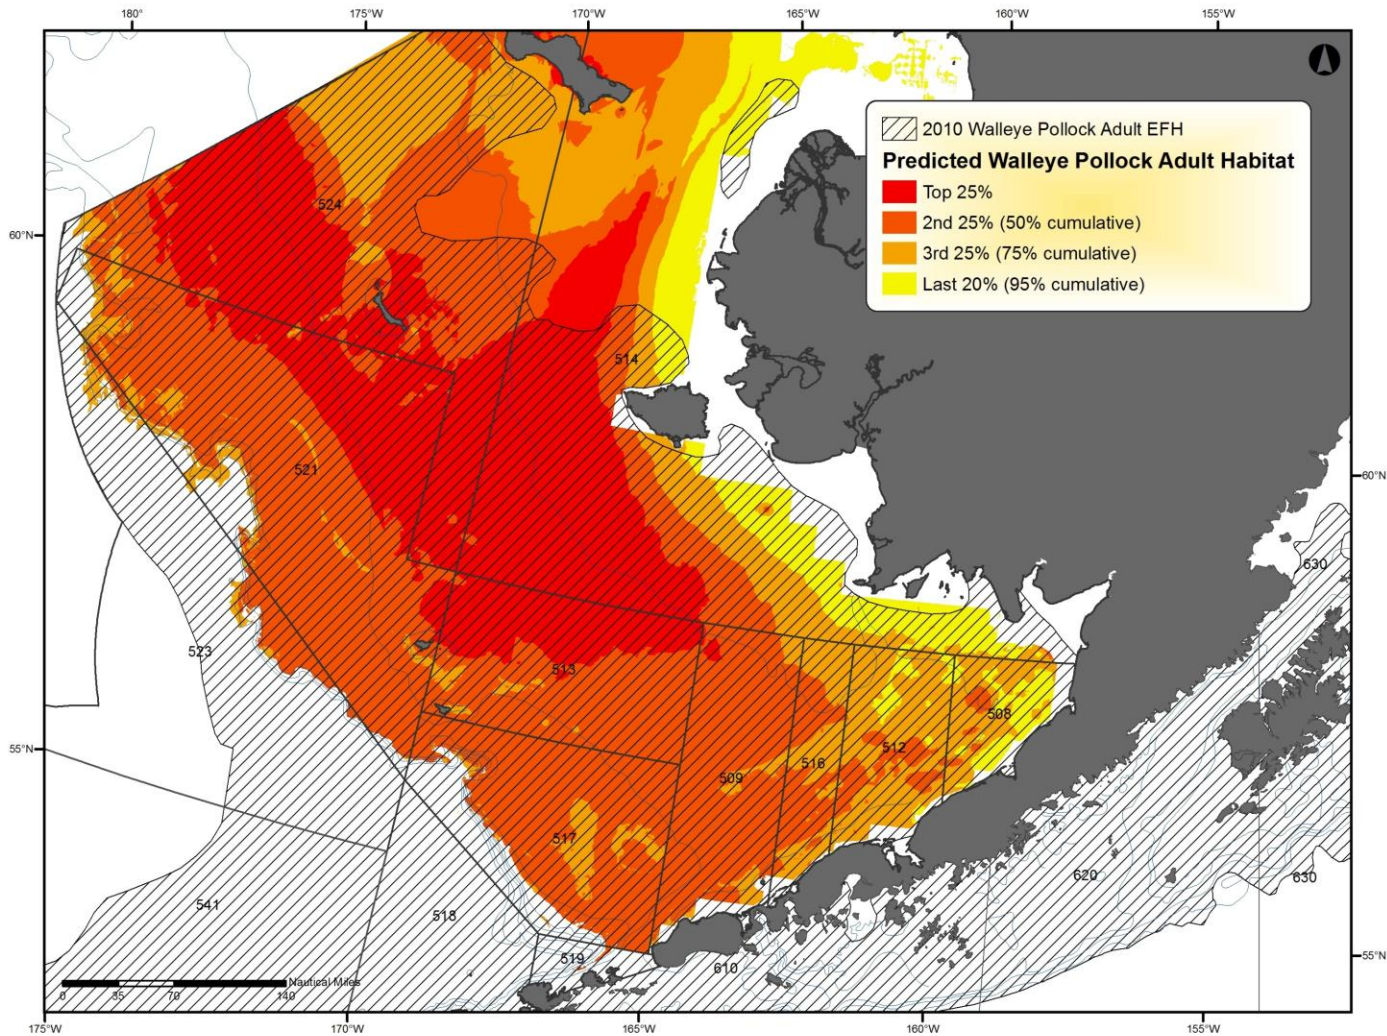 180°
175°W
170°W
165°W
160°W
155°W
2010 Walleye Pollock Adult EFH
Predicted Walleye Pollock Adult Habitat
Top 25%
2nd 25% (50% cumulative)
3rd 25% (75% cumulative)
Last 20% (95% cumulative)
524
60°N
514
521
60°N
630
523
513
508
512
55°N
516
509
517
620
630
541
518
519
610
55°N
Nautical Miles
0
35
70
140
175°W
170°W
165°W
160°W
155°W